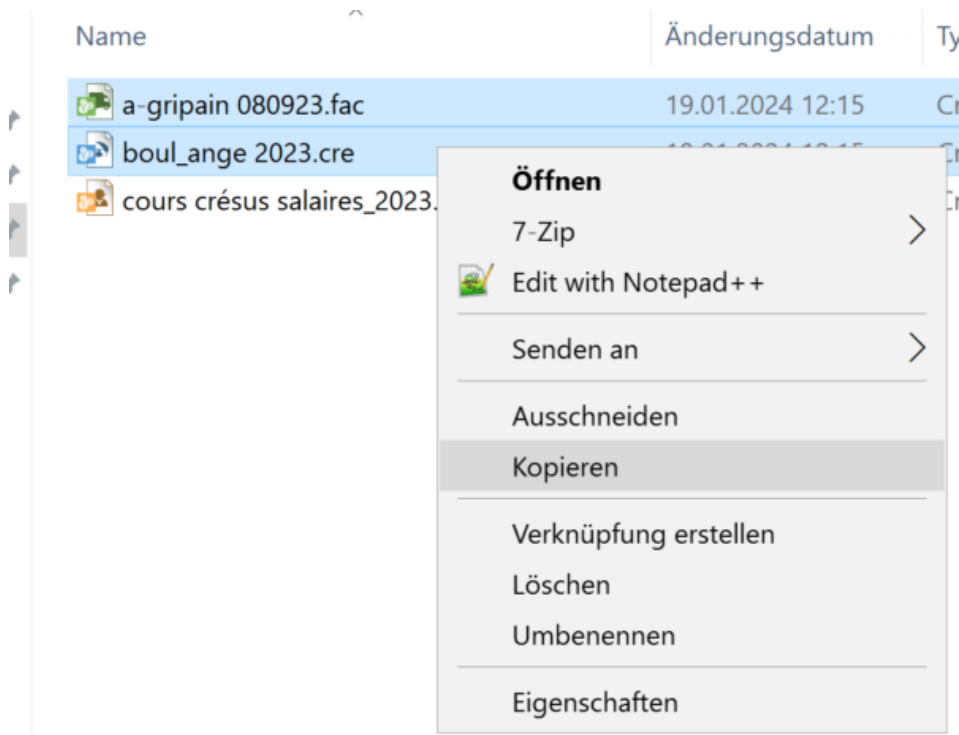 Name Änderungsdatum
a-gripain 080923.fac 19.01.2024 12:15
boul_ange 2023.cre
cours crésus salaires_2023.
Öffnen
7-Zip
Edit with Notepad++
Senden an
Ausschneiden
Kopieren
Verknüpfung erstellen
Löschen
Umbenennen
Eigenschaften